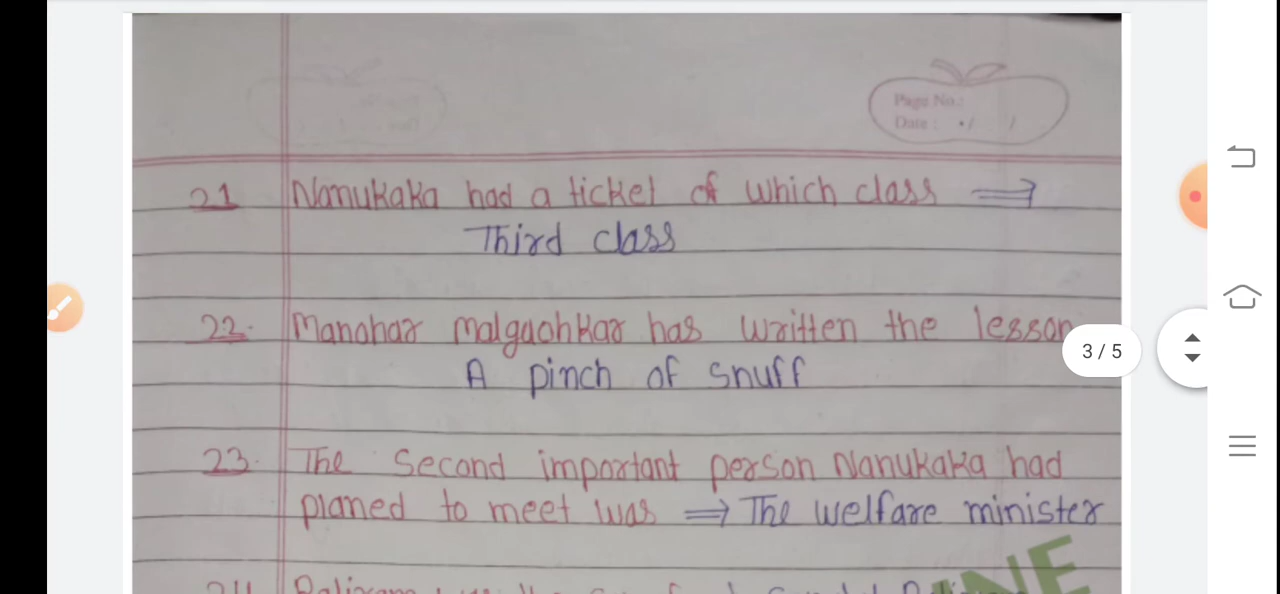 Page No.:
Date : / /
21 Nanukaka had a ticket of which class ⟹
Third class
22. Manohar malgaohkar has written the lesson
A pinch of snuff
3 / 5
23. The second important person Nanukaka had
planed to meet was ⟹ The welfare minister
24